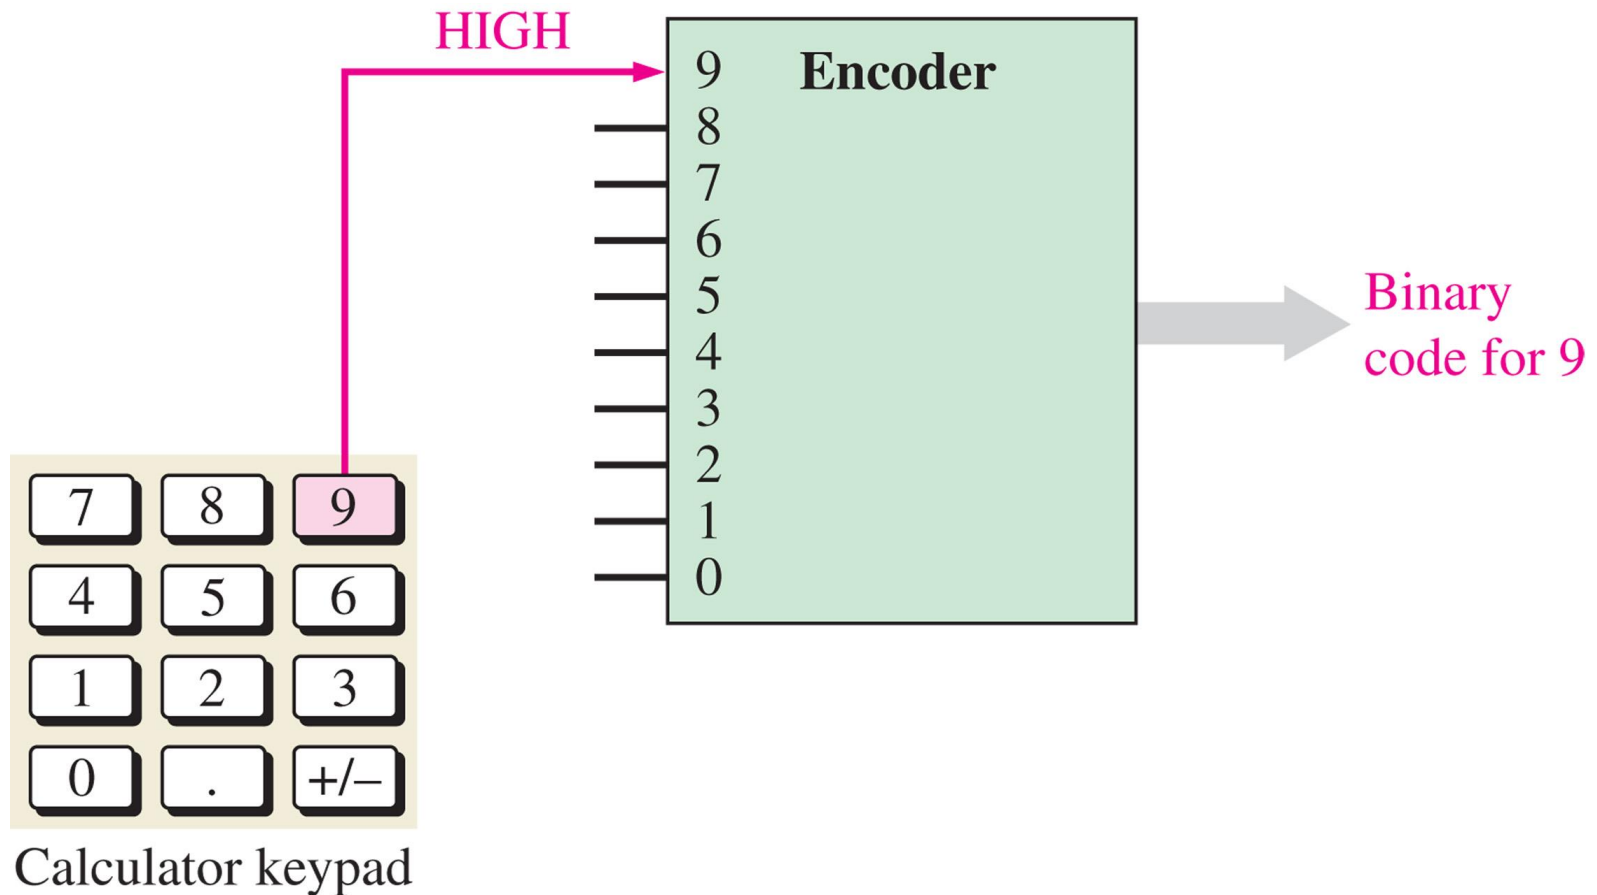 HIGH
Encoder
9
8
7
6
5
4
3
2
1
0
Binary
code for 9
7 8 9
4 5 6
1 2 3
0 . +/–
Calculator keypad